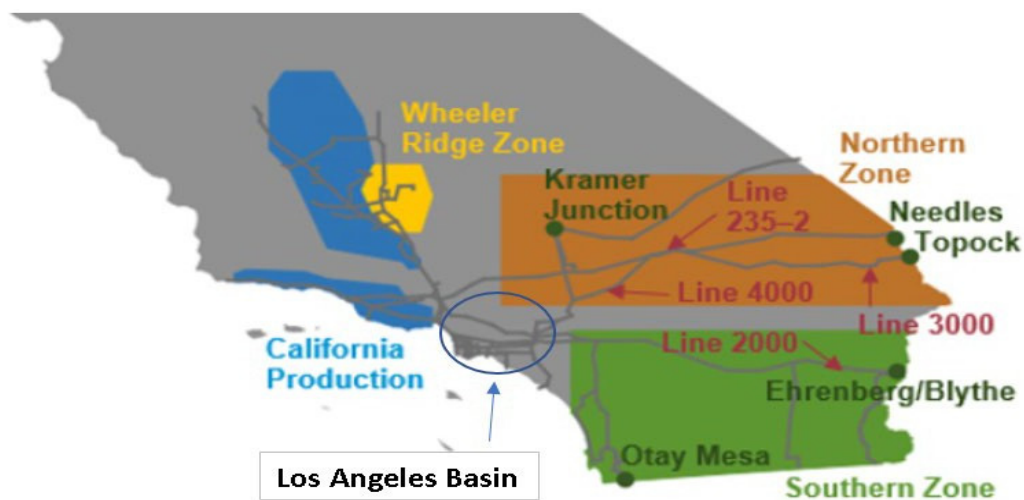 Wheeler
Ridge Zone
Northern
Zone
Kramer
Junction
Line
235–2
Needles
Topock
Line 4000
Line 3000
California
Production
Line 2000
Ehrenberg/Blythe
Los Angeles Basin
Otay Mesa
Southern Zone